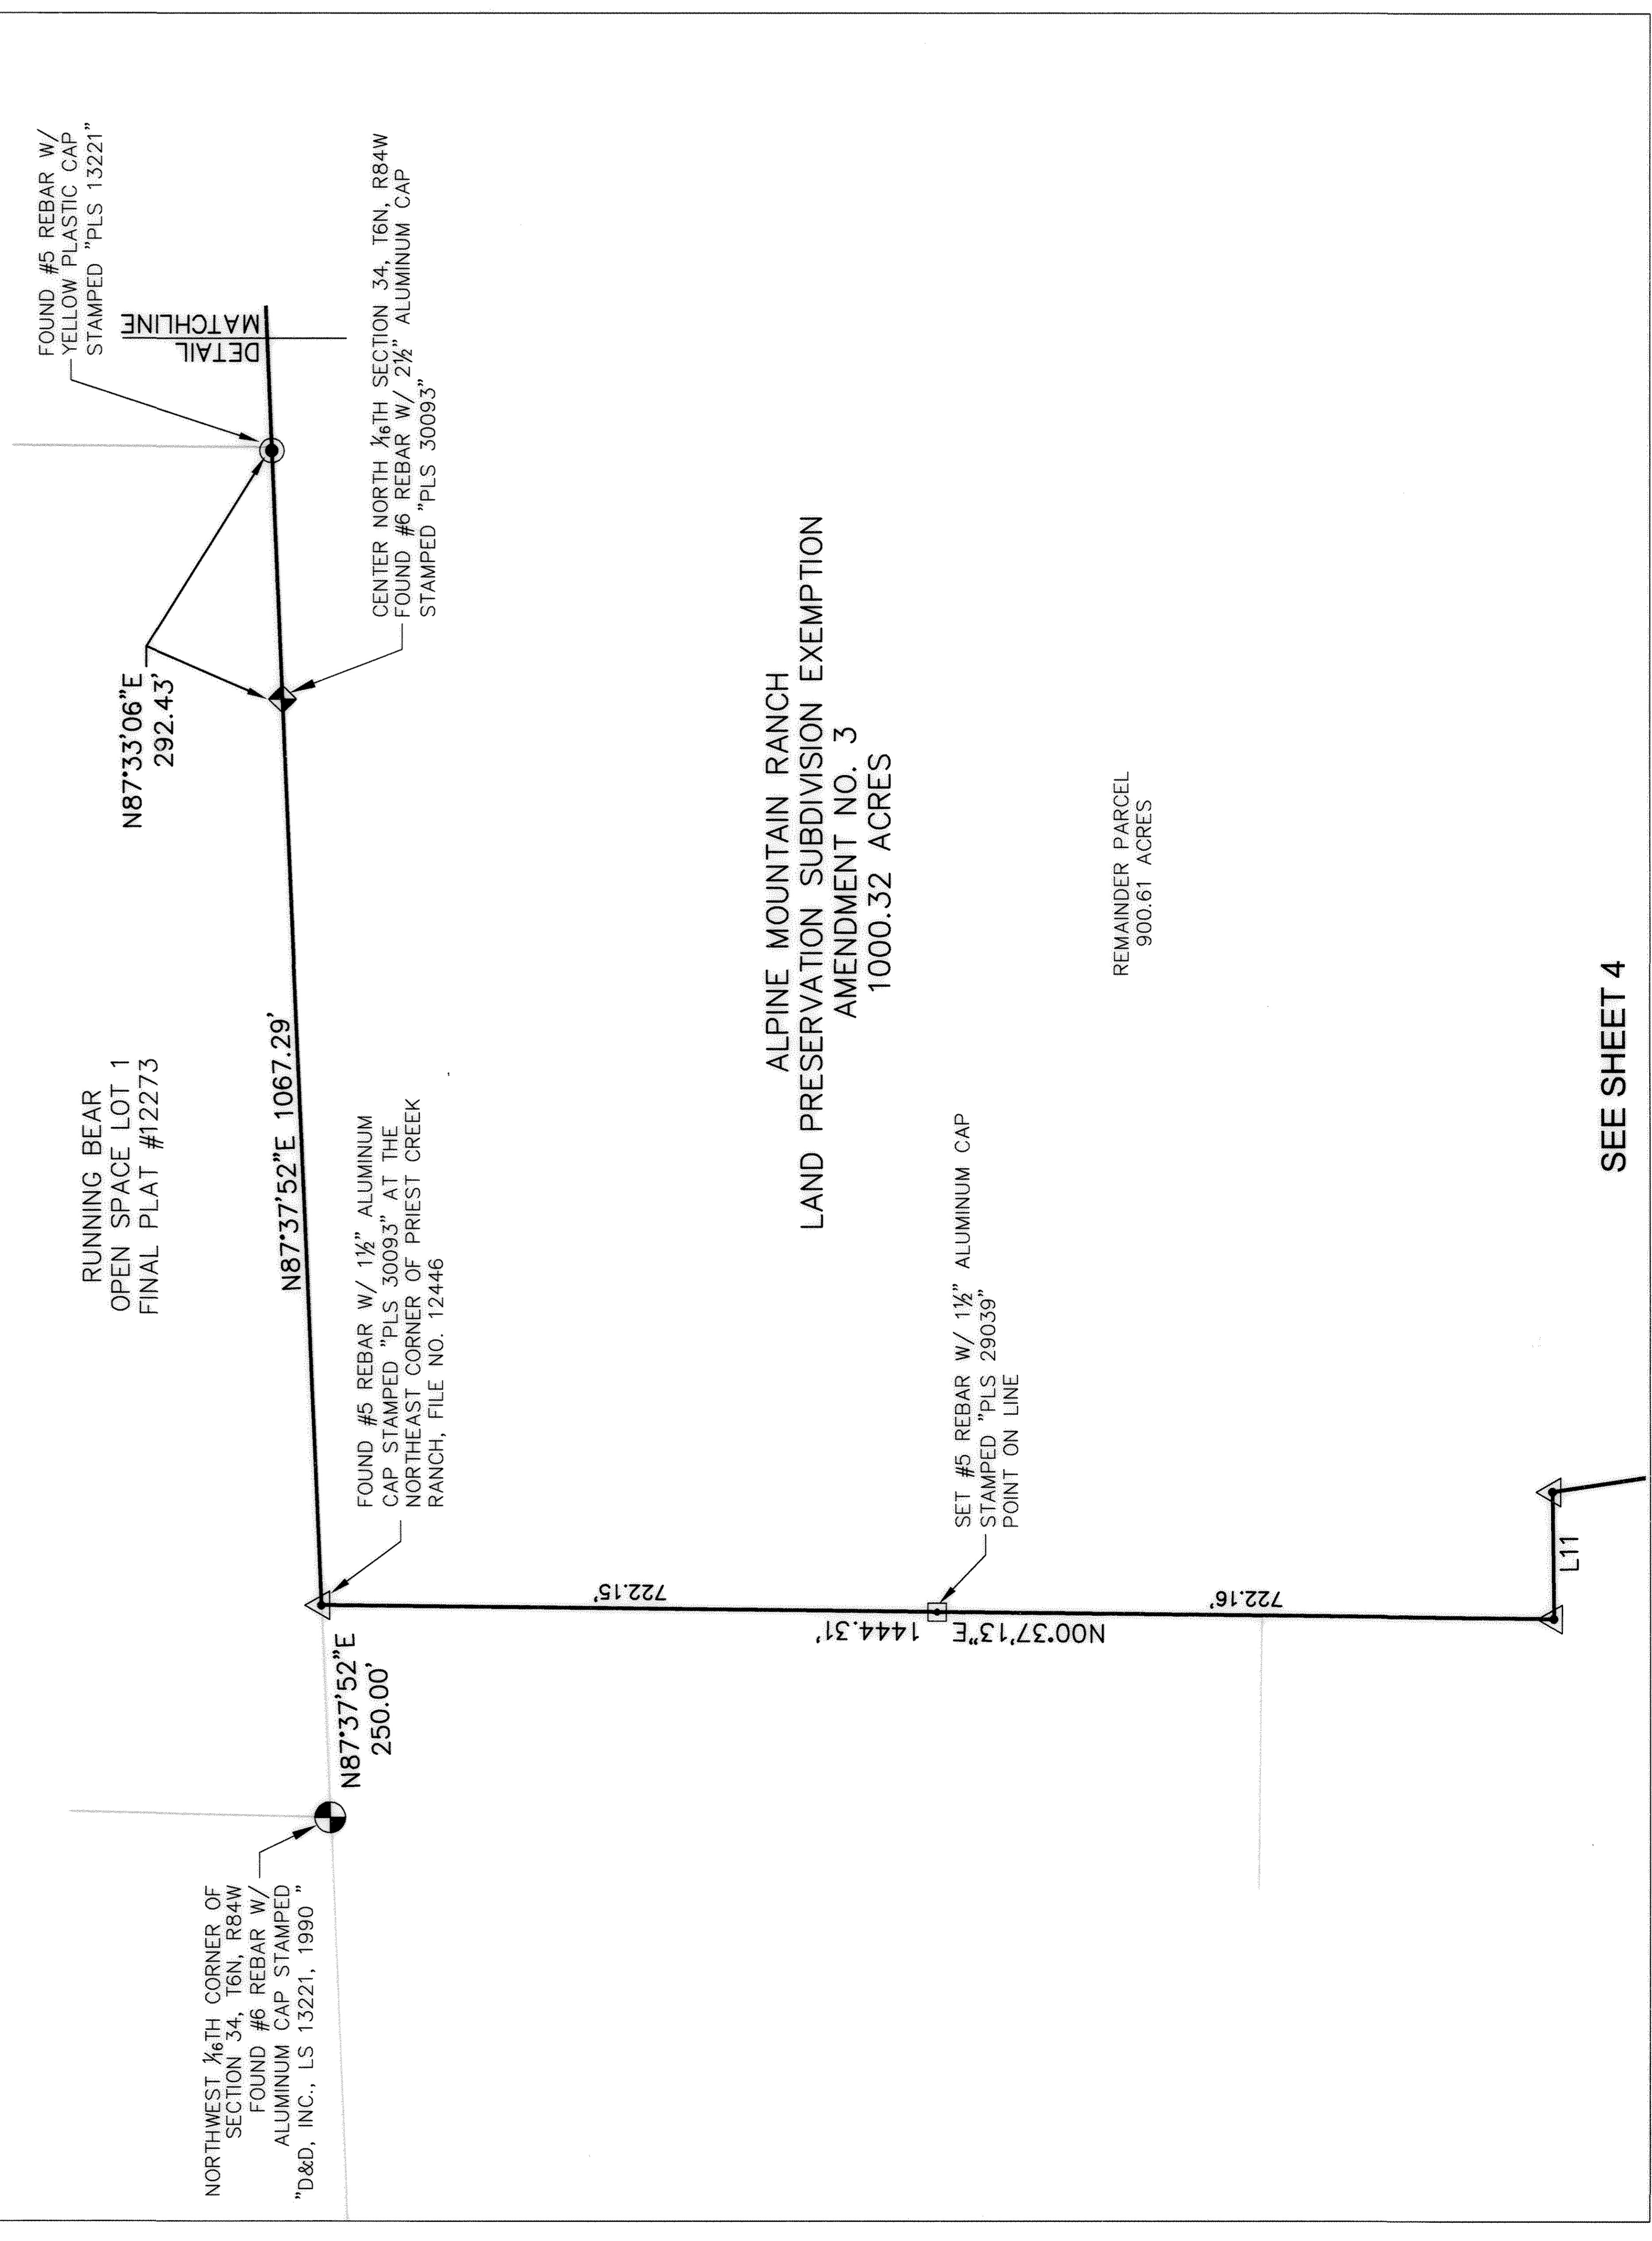 NORTHWEST 1⁄16TH CORNER OF
SECTION 34, T6N, R84W
FOUND #6 REBAR W/
ALUMINUM CAP STAMPED
"D&D, INC., LS 13221, 1990 "
N87°37'52"E
250.00'
RUNNING BEAR
OPEN SPACE LOT 1
FINAL PLAT #12273
N87°37'52"E 1067.29'
FOUND #5 REBAR W/ 1½" ALUMINUM
CAP STAMPED "PLS 30093" AT THE
NORTHEAST CORNER OF PRIEST CREEK
RANCH, FILE NO. 12446
N87°33'06"E
292.43'
FOUND #5 REBAR W/
YELLOW PLASTIC CAP
STAMPED "PLS 13221"
DETAIL
MATCHLINE
CENTER NORTH 1⁄16TH SECTION 34, T6N, R84W
FOUND #6 REBAR W/ 2½" ALUMINUM CAP
STAMPED "PLS 30093"
722.15'
N00°37'13"E 1444.31'
722.16'
SET #5 REBAR W/ 1½" ALUMINUM CAP
STAMPED "PLS 29039"
POINT ON LINE
ALPINE MOUNTAIN RANCH
LAND PRESERVATION SUBDIVISION EXEMPTION
AMENDMENT NO. 3
1000.32 ACRES
REMAINDER PARCEL
900.61 ACRES
L11
SEE SHEET 4